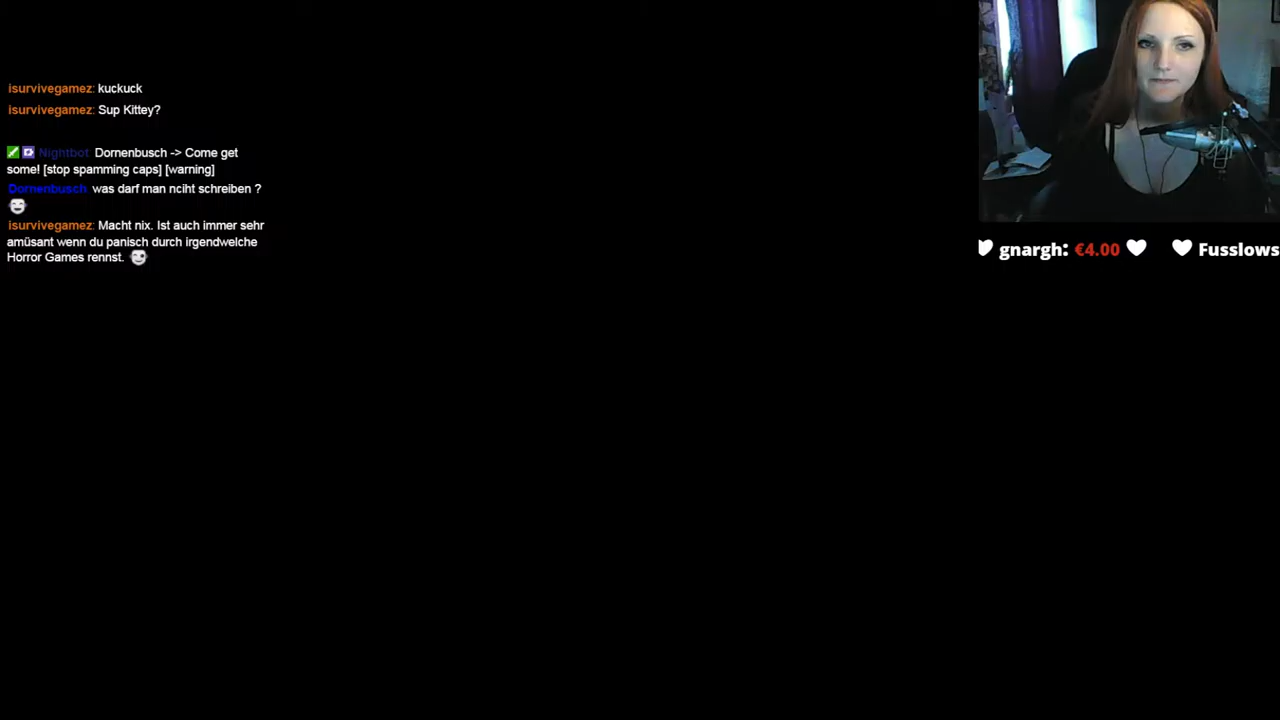 isurvivegamez: kuckuck
isurvivegamez: Sup Kittey?
Nightbot Dornenbusch -> Come get
some! [stop spamming caps] [warning]
Dornenbusch was darf man nciht schreiben ?
isurvivegamez: Macht nix. Ist auch immer sehr
amüsant wenn du panisch durch irgendwelche
Horror Games rennst.
gnargh: €4.00 Fusslows